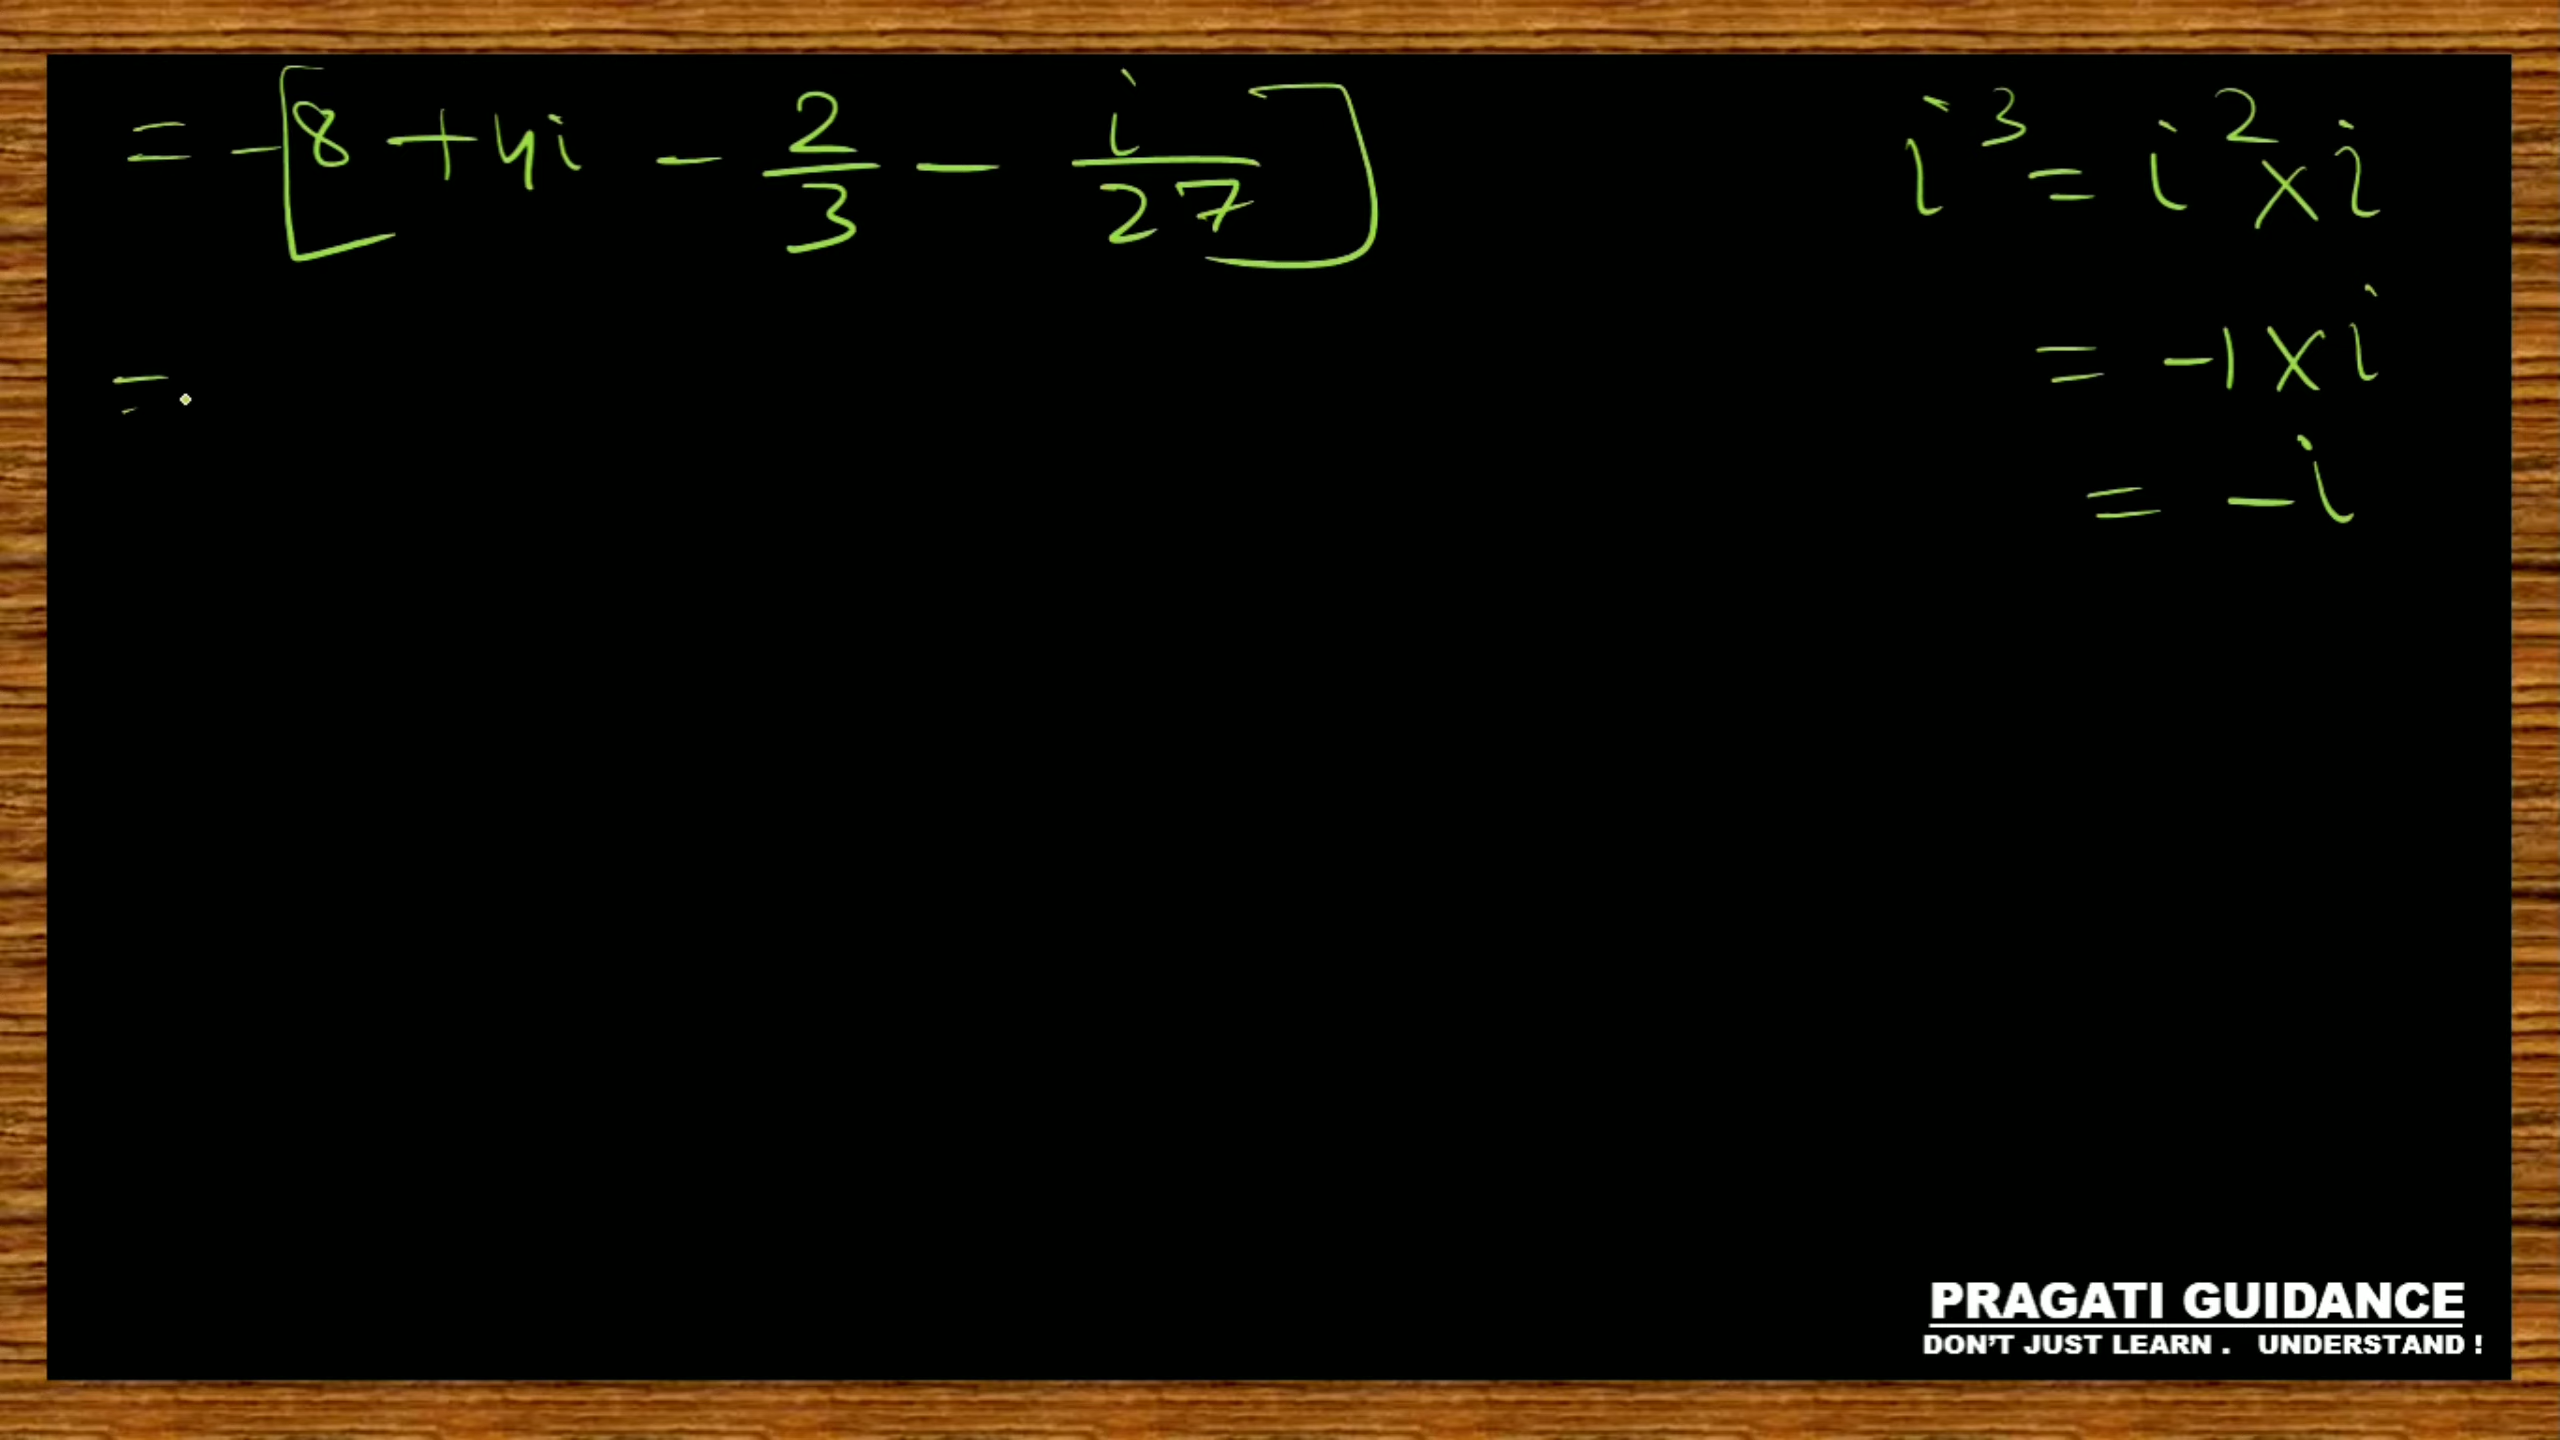 = -[8 + 4i - 2/3 - i/27]
i³ = i² × i
= -1 × i
= -i
=
PRAGATI GUIDANCE
DON'T JUST LEARN . UNDERSTAND !